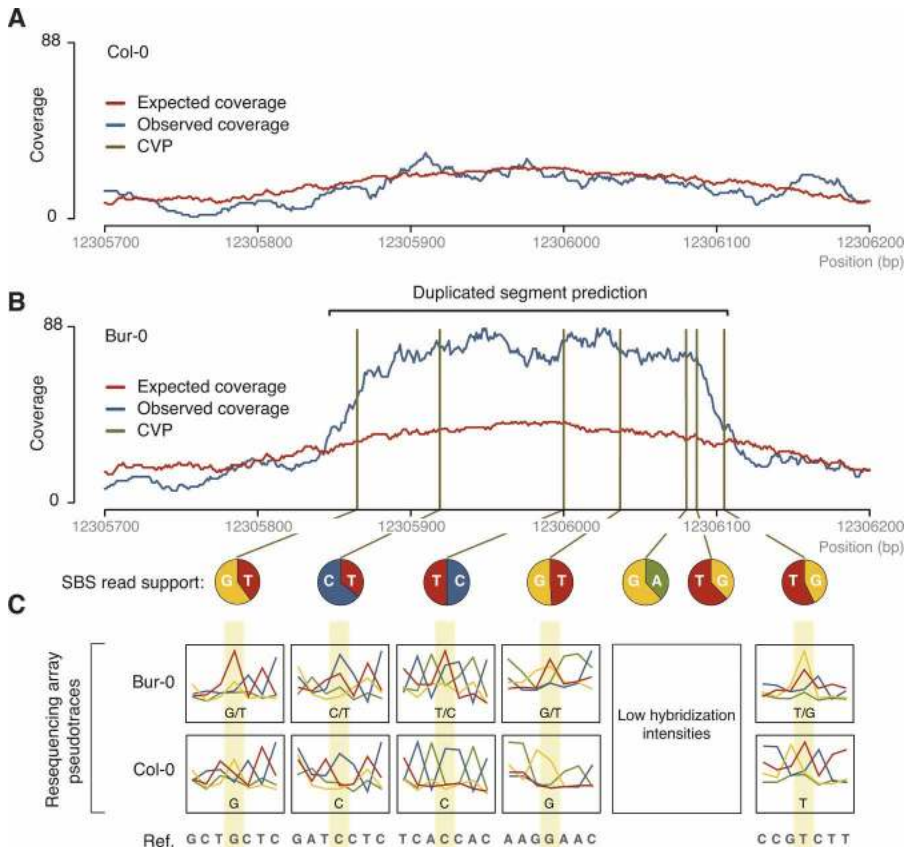 A
88
Col-0
Expected coverage
Observed coverage
CVP
Coverage
0
12305700 12305800 12305900 12306000 12306100 12306200
Position (bp)
B
Duplicated segment prediction
88
Bur-0
Expected coverage
Observed coverage
CVP
Coverage
0
12305700 12305800 12305900 12306000 12306100 12306200
Position (bp)
SBS read support: G T C T T C G T G A T G T G
C
Resequencing array
pseudotraces
Bur-0
G/T C/T T/C G/T T/G
Low hybridization
intensities
Col-0
G C C G T
Ref. G C T G C T C G A T C C T C T C A C C A C A A G G A A C C C G T C T T